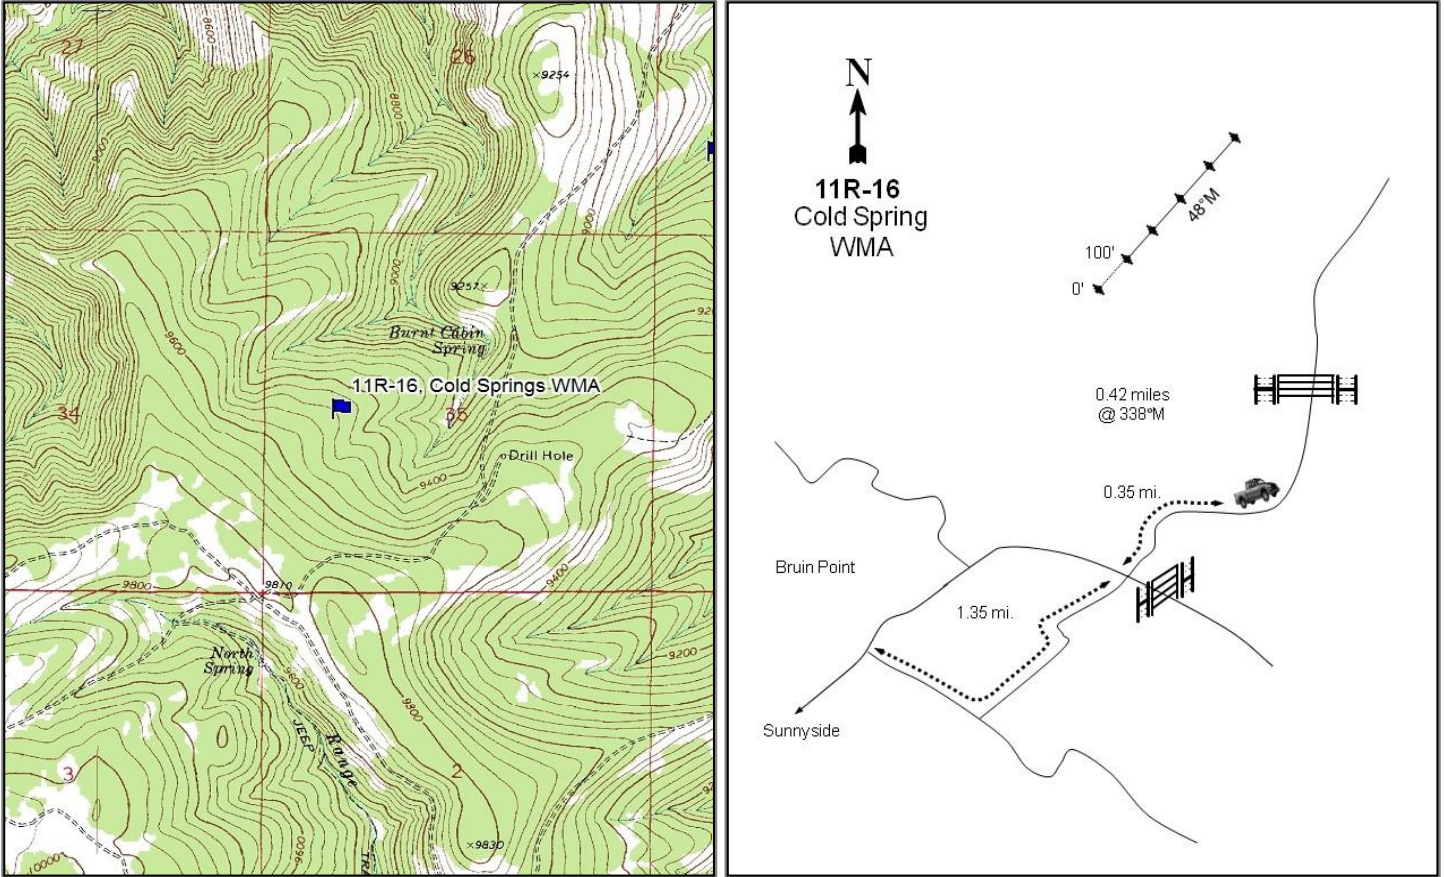 27
8600
26
×9254
8800
9000
9000
9000
9257×
9600
Burnt Cabin
Spring
11R-16, Cold Springs WMA
34
35
Drill Hole
9400
9400
9800
9810
North
Spring
9600
9200
9800
JEEP
Range
3
2
×9830
9600
10000
N
11R-16
Cold Spring
WMA
48°M
100'
0'
0.42 miles
@ 338°M
0.35 mi.
Bruin Point
1.35 mi.
Sunnyside